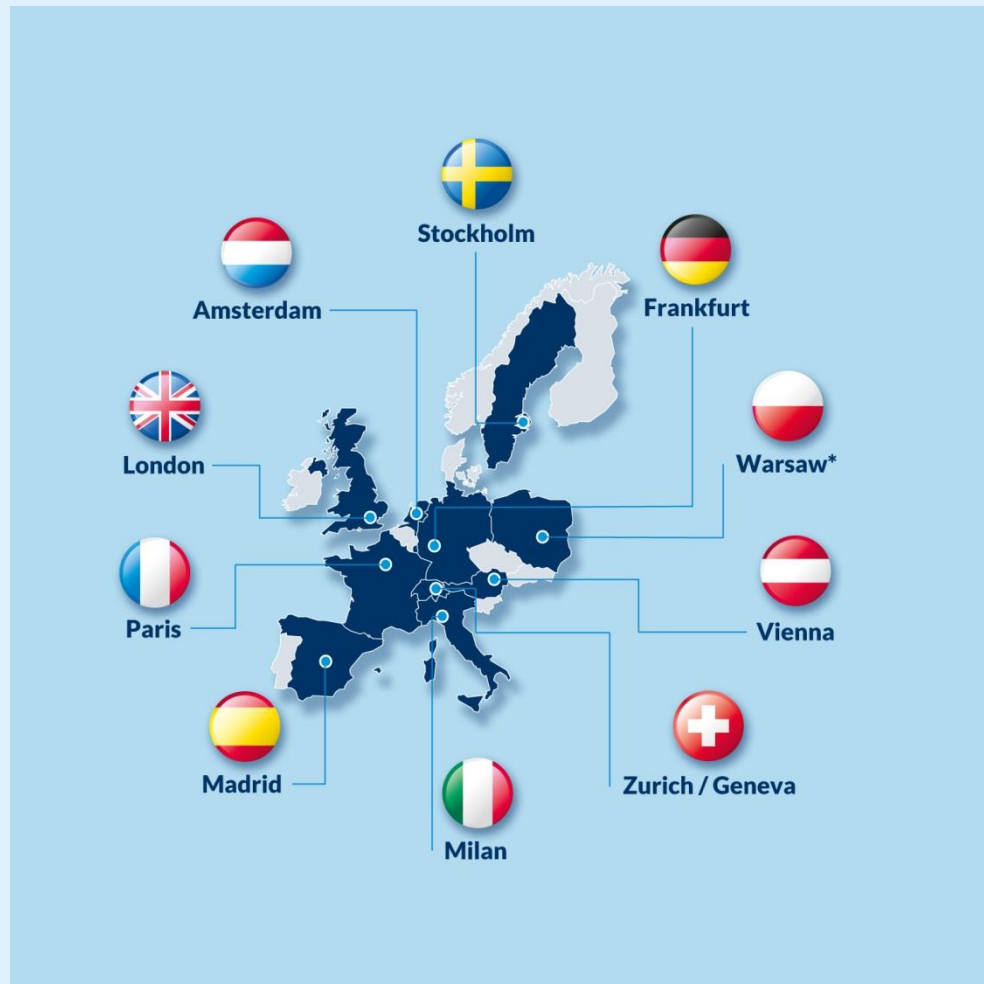 Stockholm
Amsterdam
Frankfurt
London
Warsaw*
Paris
Vienna
Madrid
Zurich / Geneva
Milan